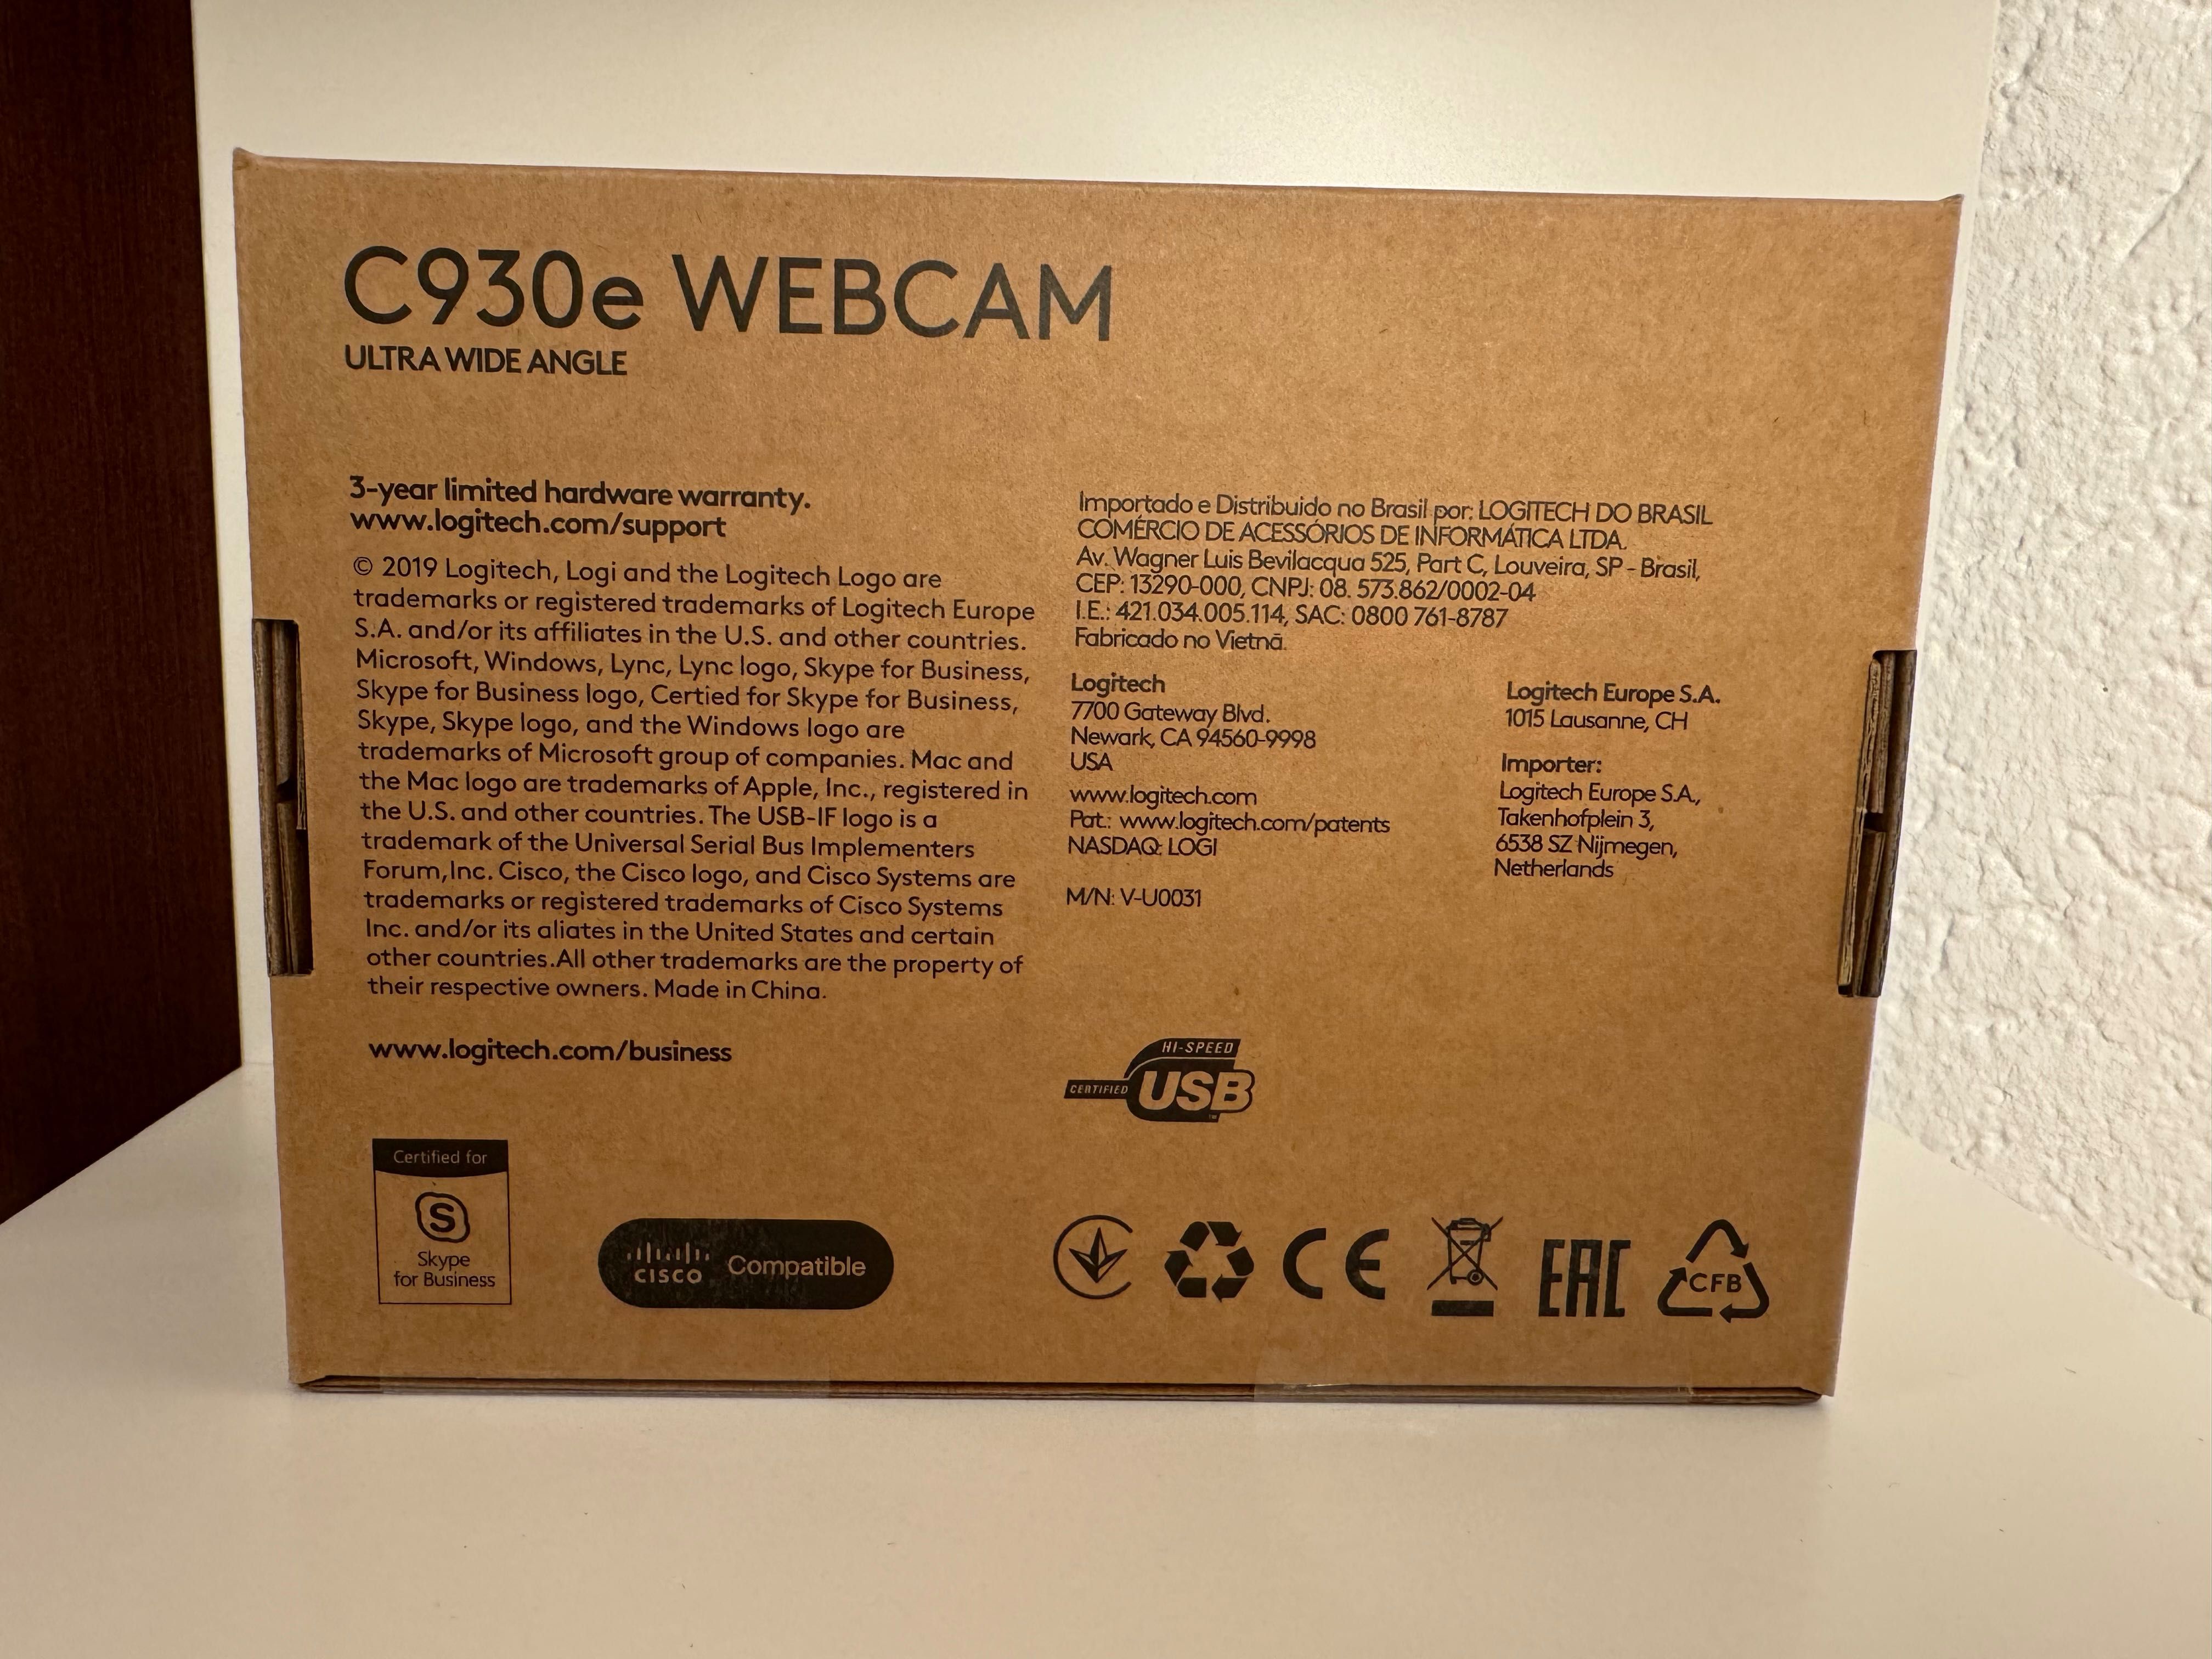 C930e WEBCAM
ULTRA WIDE ANGLE
3-year limited hardware warranty.
www.logitech.com/support
© 2019 Logitech, Logi and the Logitech Logo are
trademarks or registered trademarks of Logitech Europe
S.A. and/or its affiliates in the U.S. and other countries.
Microsoft, Windows, Lync, Lync logo, Skype for Business,
Skype for Business logo, Certied for Skype for Business,
Skype, Skype logo, and the Windows logo are
trademarks of Microsoft group of companies. Mac and
the Mac logo are trademarks of Apple, Inc., registered in
the U.S. and other countries. The USB-IF logo is a
trademark of the Universal Serial Bus Implementers
Forum,Inc. Cisco, the Cisco logo, and Cisco Systems are
trademarks or registered trademarks of Cisco Systems
Inc. and/or its aliates in the United States and certain
other countries.All other trademarks are the property of
their respective owners. Made in China.
www.logitech.com/business
Certified for
S
Skype
for Business
CISCO Compatible
Importado e Distribuido no Brasil por: LOGITECH DO BRASIL
COMÉRCIO DE ACESSÓRIOS DE INFORMÁTICA LTDA.
Av. Wagner Luis Bevilacqua 525, Part C, Louveira, SP - Brasil,
CEP: 13290-000, CNPJ: 08. 573.862/0002-04
I.E.: 421.034.005.114, SAC: 0800 761-8787
Fabricado no Vietnã.
Logitech
7700 Gateway Blvd.
Newark, CA 94560-9998
USA
www.logitech.com
Pat.: www.logitech.com/patents
NASDAQ: LOGI
M/N: V-U0031
Logitech Europe S.A.
1015 Lausanne, CH
Importer:
Logitech Europe S.A.,
Takenhofplein 3,
6538 SZ Nijmegen,
Netherlands
HI-SPEED
CERTIFIED USB™
CE
EAC
CFB